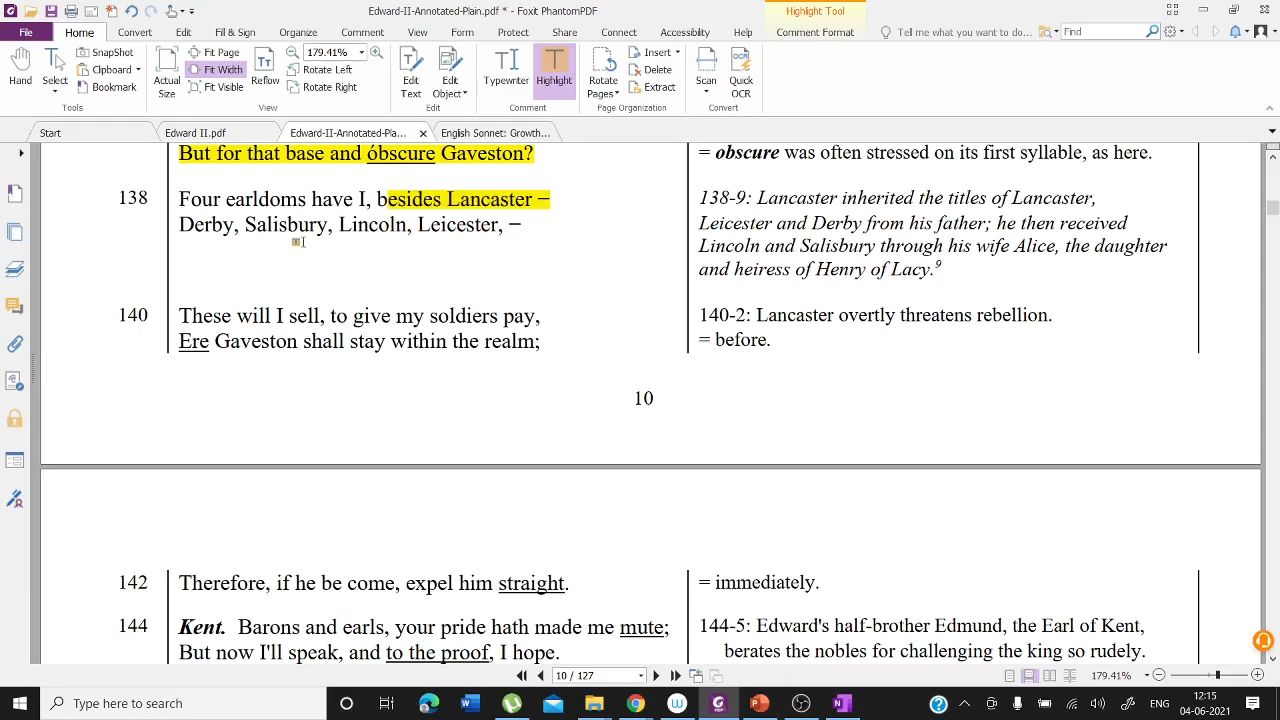 Edward-II-Annotated-Plain.pdf * - Foxit PhantomPDF
Highlight Tool
File Home Convert Edit Fill & Sign Organize Comment View Form Protect Share Connect Accessibility Help Comment Format Tell me what you want to do... Find
Hand Select SnapShot Clipboard Bookmark Actual Size Fit Page Fit Width Fit Visible Reflow 179.41% Rotate Left Rotate Right Edit Text Edit Object Typewriter Highlight Rotate Pages Insert Delete Extract Scan Quick OCR
Tools View Edit Comment Page Organization Convert
Start Edward II.pdf Edward-II-Annotated-Pla... English Sonnet: Growth...
But for that base and óbscure Gaveston? = obscure was often stressed on its first syllable, as here.
138 Four earldoms have I, besides Lancaster − 138-9: Lancaster inherited the titles of Lancaster,
Derby, Salisbury, Lincoln, Leicester, − Leicester and Derby from his father; he then received
Lincoln and Salisbury through his wife Alice, the daughter
and heiress of Henry of Lacy.9
140 These will I sell, to give my soldiers pay, 140-2: Lancaster overtly threatens rebellion.
Ere Gaveston shall stay within the realm; = before.
10
142 Therefore, if he be come, expel him straight. = immediately.
144 Kent. Barons and earls, your pride hath made me mute; 144-5: Edward's half-brother Edmund, the Earl of Kent,
But now I'll speak, and to the proof, I hope. berates the nobles for challenging the king so rudely.
10 / 127 179.41%
Type here to search ENG 12:15
04-06-2021